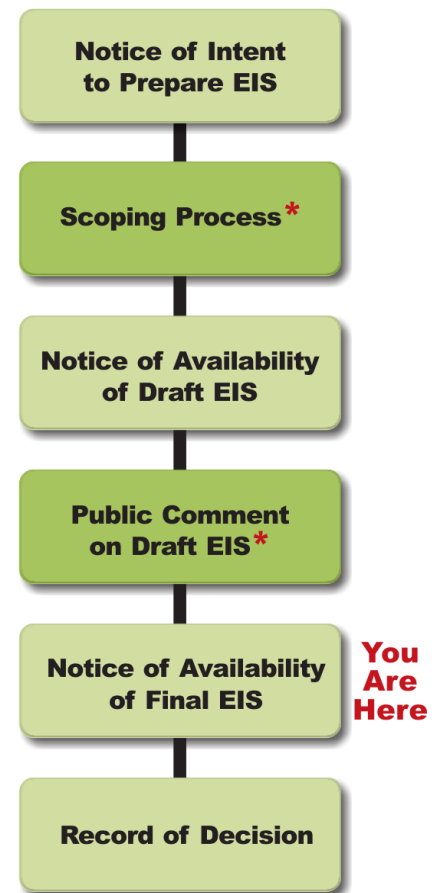 Notice of Intent
to Prepare EIS
Scoping Process*
Notice of Availability
of Draft EIS
Public Comment
on Draft EIS*
Notice of Availability
of Final EIS
You
Are
Here
Record of Decision